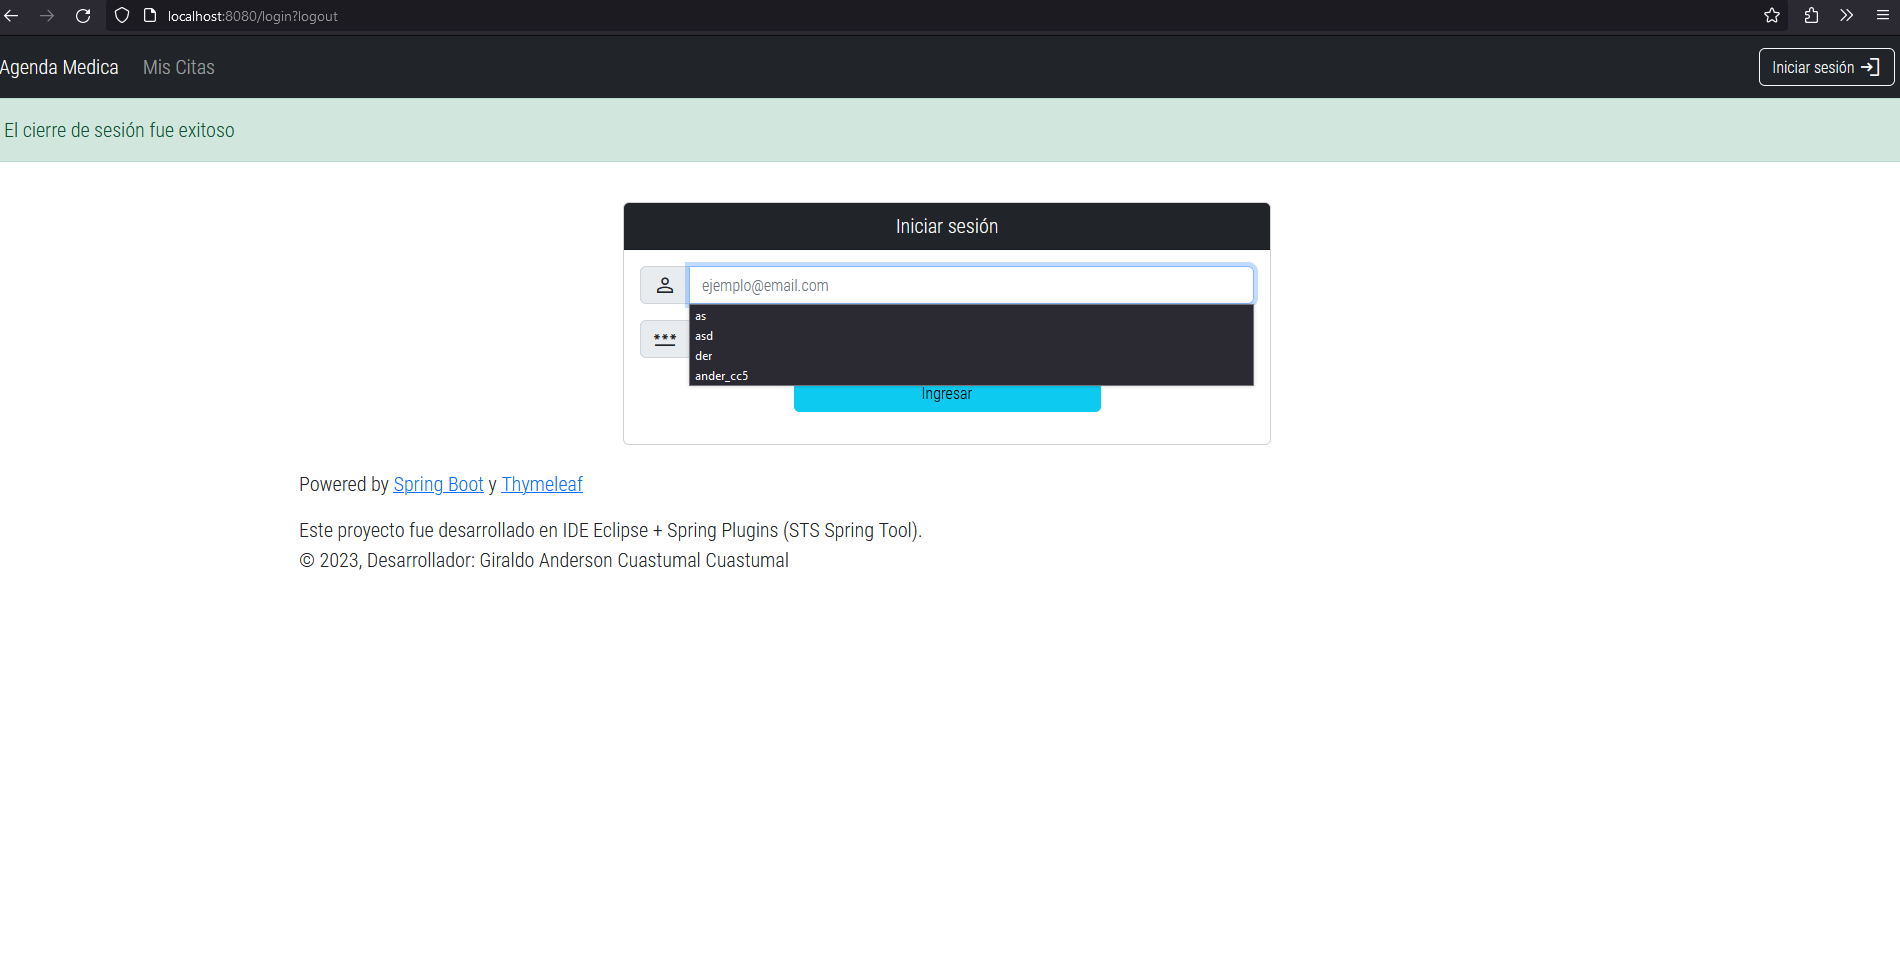 localhost:8080/login?logout
Agenda Medica Mis Citas Iniciar sesión
El cierre de sesión fue exitoso
Iniciar sesión
ejemplo@email.com
as
asd
der
ander_cc5
***
Ingresar
Powered by Spring Boot y Thymeleaf
Este proyecto fue desarrollado en IDE Eclipse + Spring Plugins (STS Spring Tool).
© 2023, Desarrollador: Giraldo Anderson Cuastumal Cuastumal